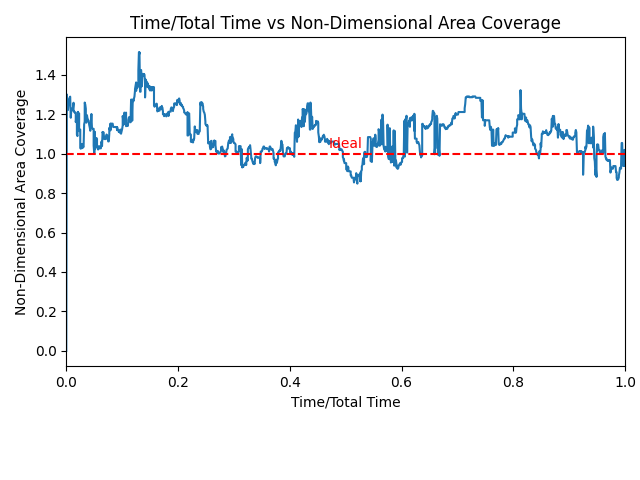 Time/Total Time vs Non-Dimensional Area Coverage
Non-Dimensional Area Coverage
1.4
1.2
1.0
0.8
0.6
0.4
0.2
0.0
Ideal
0.0 0.2 0.4 0.6 0.8 1.0
Time/Total Time